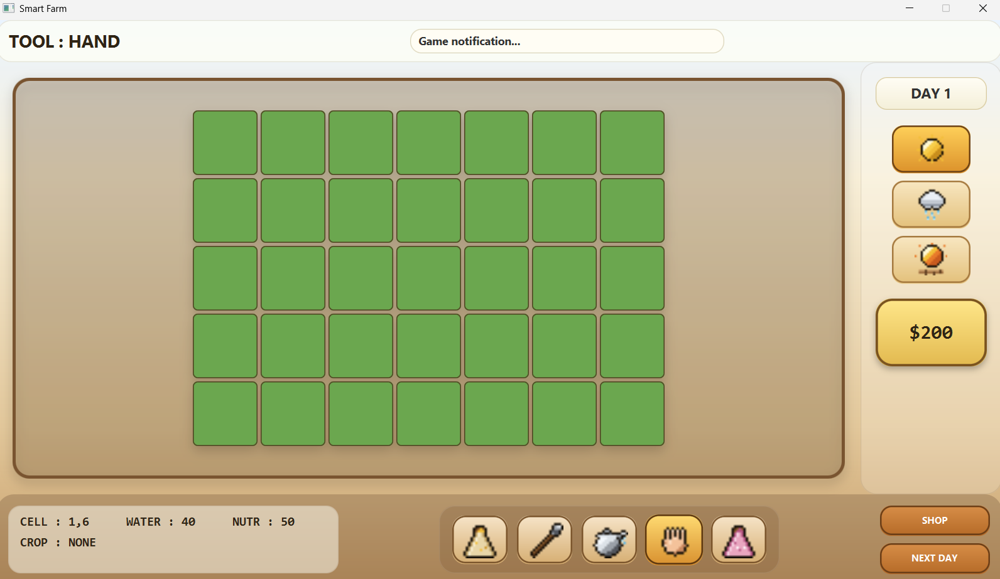 Smart Farm
TOOL : HAND
Game notification...
DAY 1
$200
CELL : 1,6 WATER : 40 NUTR : 50
CROP : NONE
SHOP
NEXT DAY